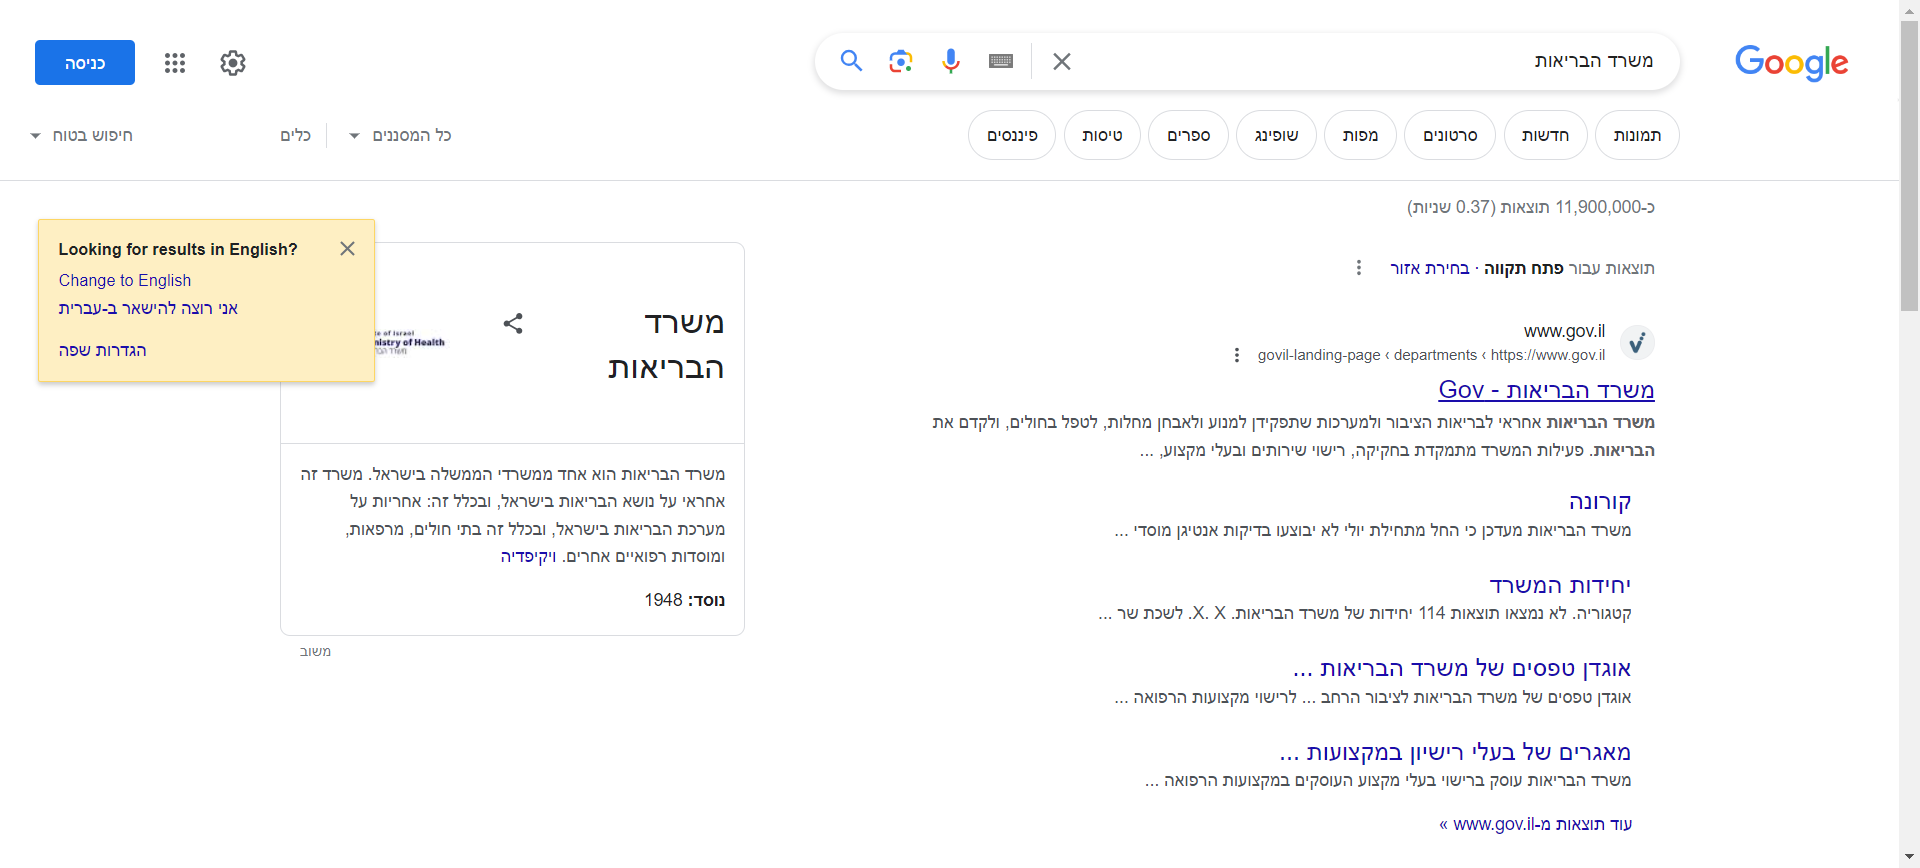 Google
משרד הבריאות
כניסה
תמונות
חדשות
סרטונים
מפות
שופינג
ספרים
טיסות
פיננסים
כל המסננים
כלים
חיפוש בטוח
כ-11,900,000 תוצאות (0.37 שניות)
תוצאות עבור פתח תקווה · בחירת אזור
www.gov.il
https://www.gov.il › departments › govil-landing-page
משרד הבריאות - Gov
משרד הבריאות אחראי לבריאות הציבור ולמערכות שתפקידן למנוע ולאבחן מחלות, לטפל בחולים, ולקדם את
הבריאות. פעילות המשרד מתמקדת בחקיקה, רישוי שירותים ובעלי מקצוע, ...
קורונה
משרד הבריאות מעדכן כי החל מתחילת יולי לא יבוצעו בדיקות אנטיגן מוסדי ...
יחידות המשרד
קטגוריה. לא נמצאו תוצאות 114 יחידות של משרד הבריאות. X. X. לשכת שר ...
אוגדן טפסים של משרד הבריאות ...
אוגדן טפסים של משרד הבריאות לציבור הרחב ... לרישוי מקצועות הרפואה ...
מאגרים של בעלי רישיון במקצועות ...
משרד הבריאות עוסק ברישוי בעלי מקצוע העוסקים במקצועות הרפואה ...
עוד תוצאות מ-www.gov.il »
משרד
הבריאות
of Israel
of Health
משרד הבריאות הוא אחד ממשרדי הממשלה בישראל. משרד זה
אחראי על נושא הבריאות בישראל, ובכלל זה: אחריות על
מערכת הבריאות בישראל, ובכלל זה בתי חולים, מרפאות,
ומוסדות רפואיים אחרים. ויקיפדיה
נוסד: 1948
משוב
Looking for results in English?
Change to English
אני רוצה להישאר ב-עברית
הגדרות שפה